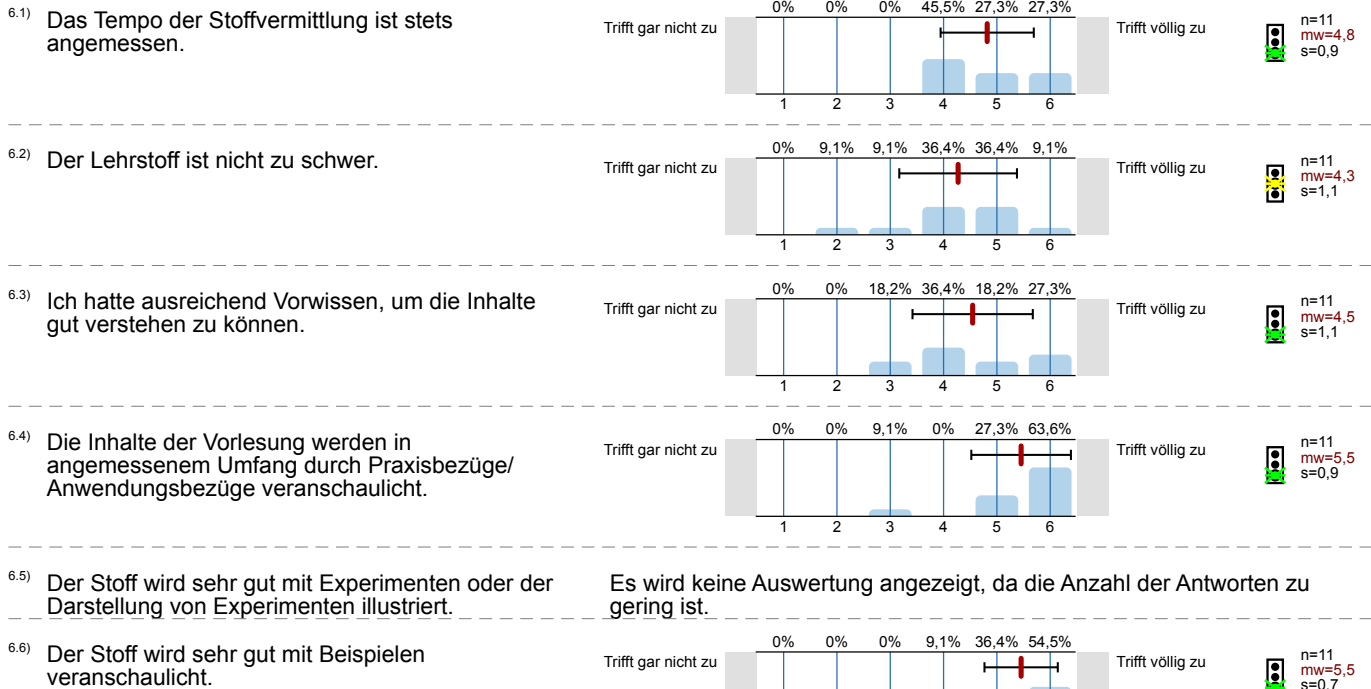 6.1) Das Tempo der Stoffvermittlung ist stets
angemessen.
Trifft gar nicht zu
0% 0% 0% 45,5% 27,3% 27,3%
1 2 3 4 5 6
Trifft völlig zu
n=11
mw=4,8
s=0,9
6.2) Der Lehrstoff ist nicht zu schwer.
Trifft gar nicht zu
0% 9,1% 9,1% 36,4% 36,4% 9,1%
1 2 3 4 5 6
Trifft völlig zu
n=11
mw=4,3
s=1,1
6.3) Ich hatte ausreichend Vorwissen, um die Inhalte
gut verstehen zu können.
Trifft gar nicht zu
0% 0% 18,2% 36,4% 18,2% 27,3%
1 2 3 4 5 6
Trifft völlig zu
n=11
mw=4,5
s=1,1
6.4) Die Inhalte der Vorlesung werden in
angemessenem Umfang durch Praxisbezüge/
Anwendungsbezüge veranschaulicht.
Trifft gar nicht zu
0% 0% 9,1% 0% 27,3% 63,6%
1 2 3 4 5 6
Trifft völlig zu
n=11
mw=5,5
s=0,9
6.5) Der Stoff wird sehr gut mit Experimenten oder der
Darstellung von Experimenten illustriert.
Es wird keine Auswertung angezeigt, da die Anzahl der Antworten zu
gering ist.
6.6) Der Stoff wird sehr gut mit Beispielen
veranschaulicht.
Trifft gar nicht zu
0% 0% 0% 9,1% 36,4% 54,5%
Trifft völlig zu
n=11
mw=5,5
s=0,7